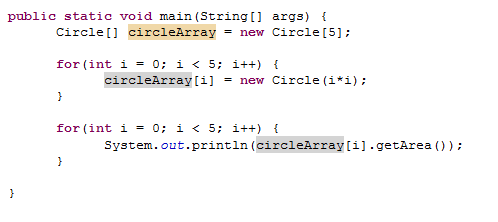 public static void main(String[] args) {
Circle[] circleArray = new Circle[5];
for(int i = 0; i < 5; i++) {
circleArray[i] = new Circle(i*i);
}
for(int i = 0; i < 5; i++) {
System.out.println(circleArray[i].getArea());
}
}